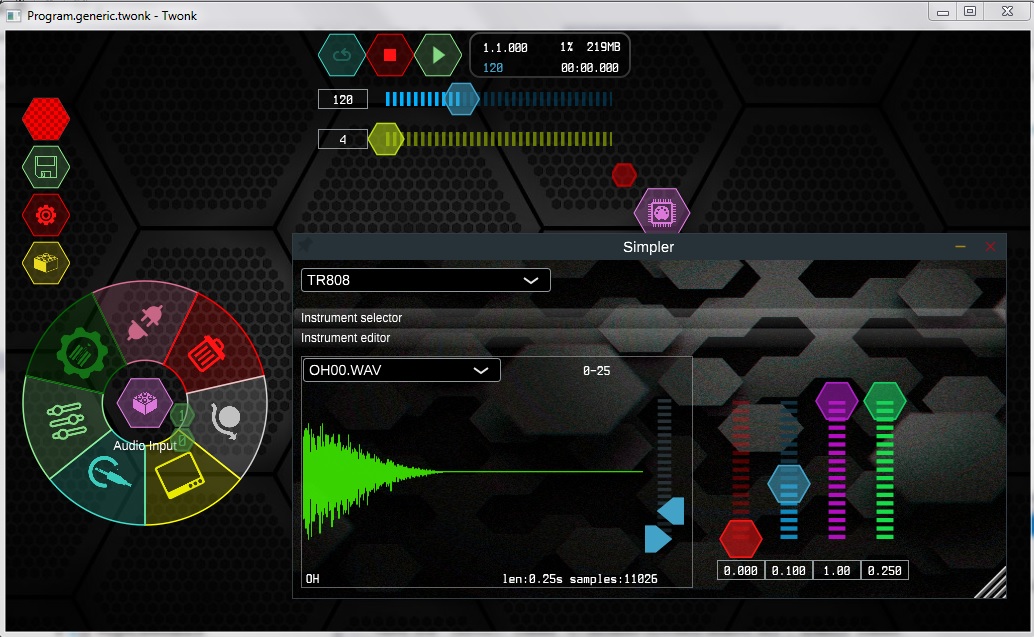 Program.generic.twonk - Twonk
1.1.000 1% 219MB
120 00:00.000
120
4
Simpler
TR808
Instrument selector
Instrument editor
OH00.WAV 0-25
Audio Input
OH len:0.25s samples:11026
0.000 0.100 1.00 0.250